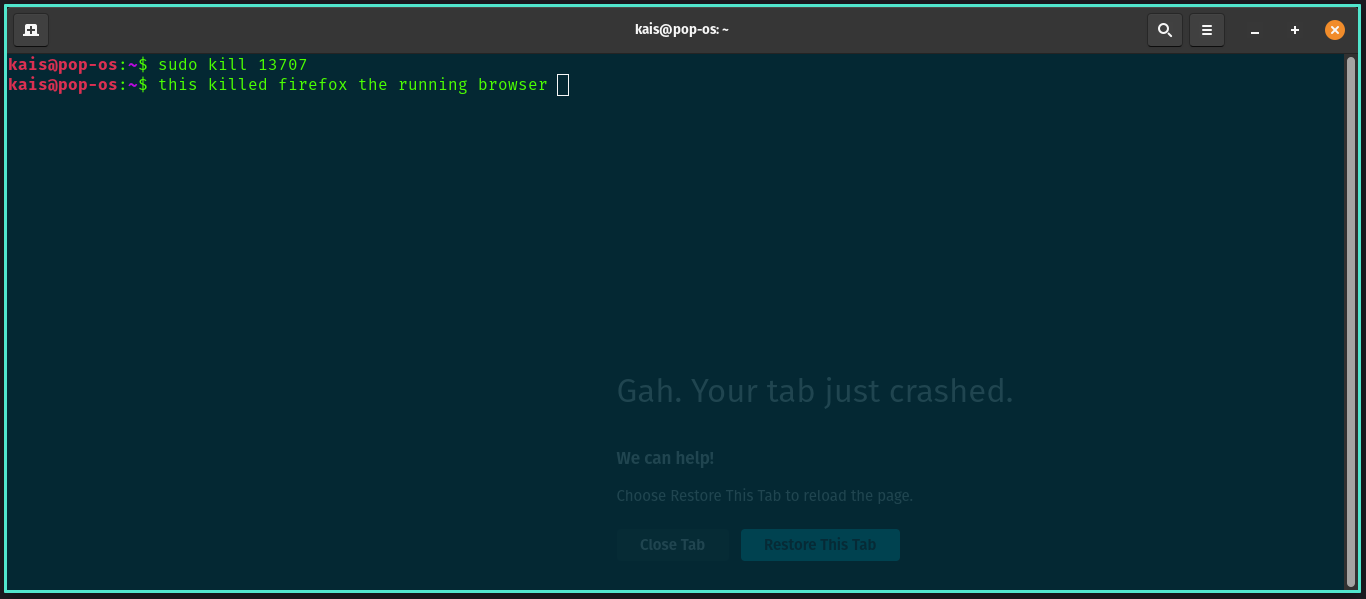 kais@pop-os: ~
kais@pop-os:~$ sudo kill 13707
kais@pop-os:~$ this killed firefox the running browser
Gah. Your tab just crashed.
We can help!
Choose Restore This Tab to reload the page.
Close Tab Restore This Tab